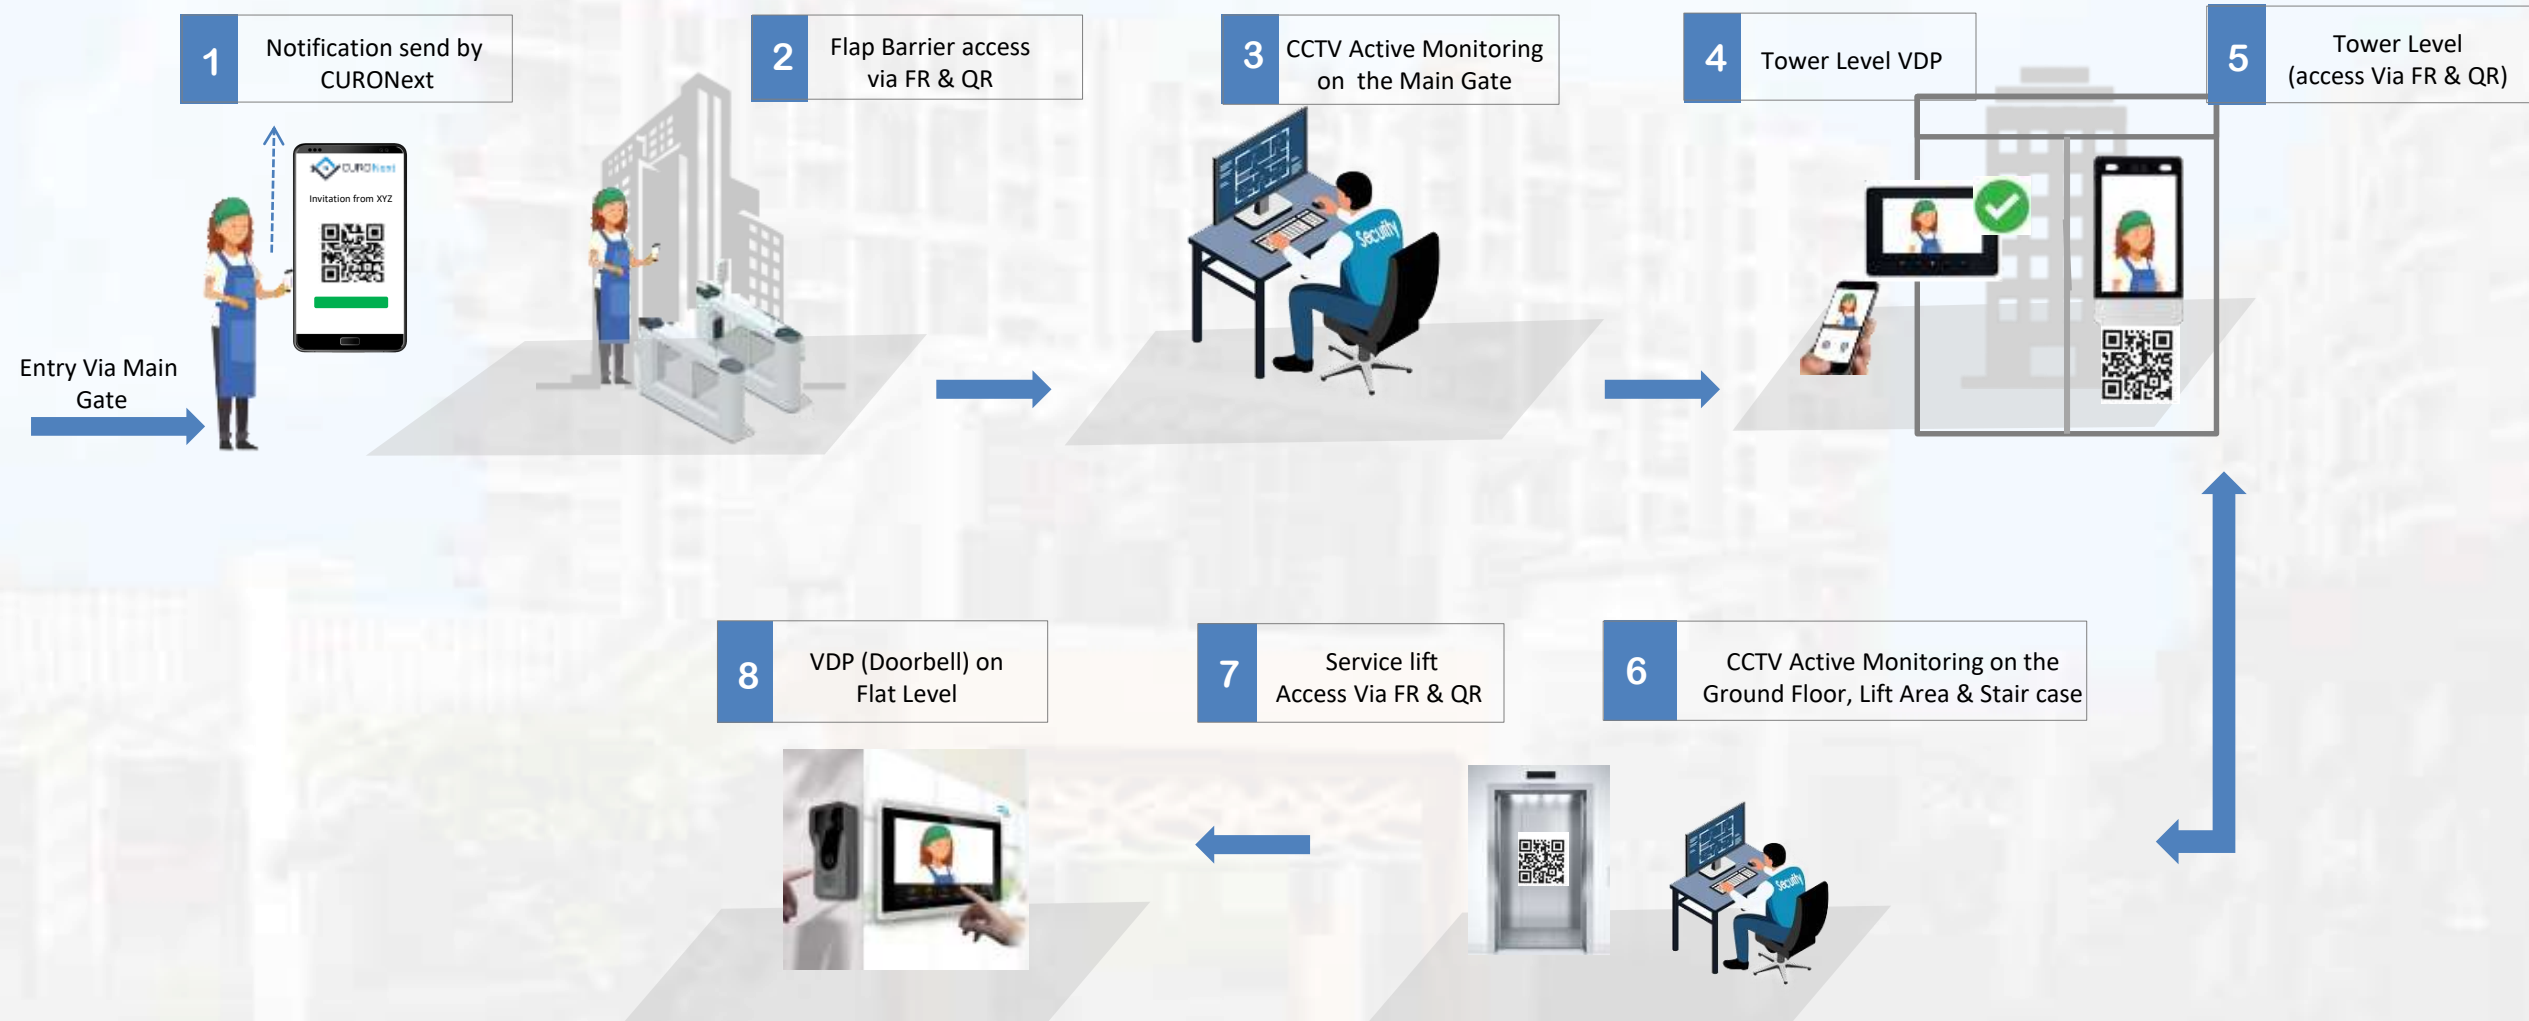 1
Notification send by
CURONext
2
Flap Barrier access
via FR & QR
3
CCTV Active Monitoring
on the Main Gate
4
Tower Level VDP
5
Tower Level
(access Via FR & QR)
CURONext
Invitation from XYZ
Entry Via Main
Gate
Security
8
VDP (Doorbell) on
Flat Level
7
Service lift
Access Via FR & QR
6
CCTV Active Monitoring on the
Ground Floor, Lift Area & Stair case
Security